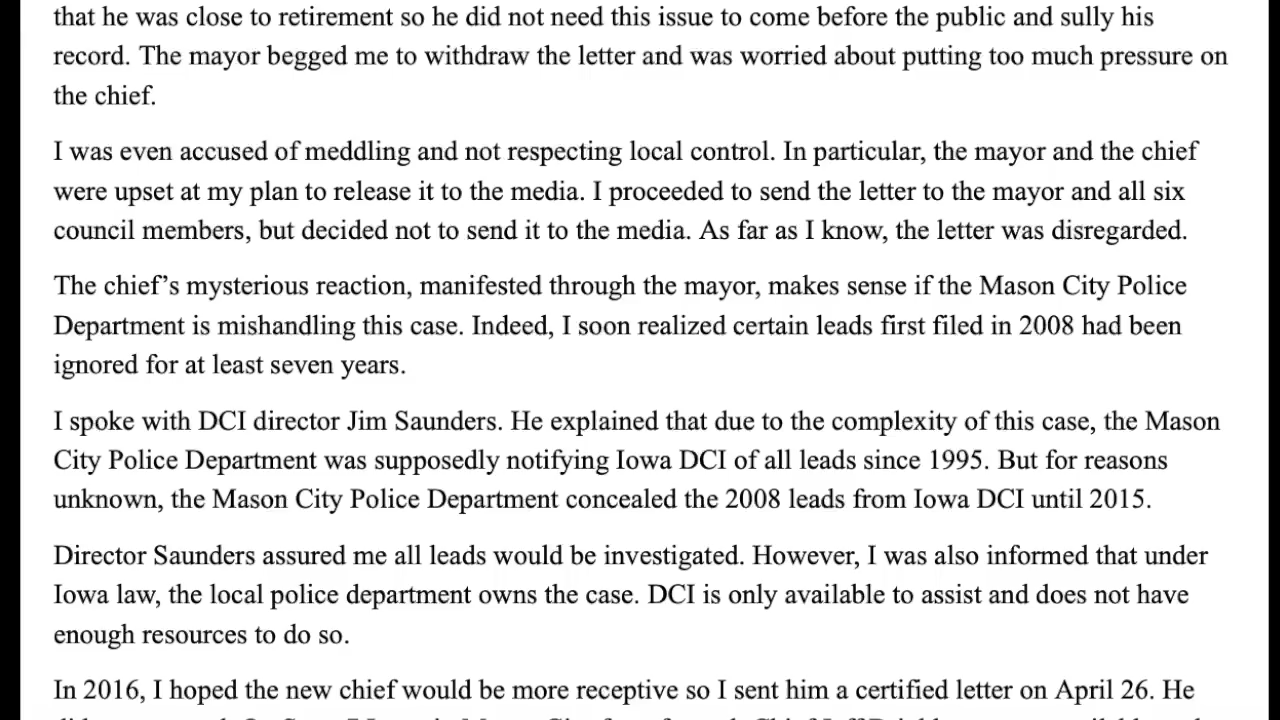 that he was close to retirement so he did not need this issue to come before the public and sully his
record. The mayor begged me to withdraw the letter and was worried about putting too much pressure on
the chief.
I was even accused of meddling and not respecting local control. In particular, the mayor and the chief
were upset at my plan to release it to the media. I proceeded to send the letter to the mayor and all six
council members, but decided not to send it to the media. As far as I know, the letter was disregarded.
The chief’s mysterious reaction, manifested through the mayor, makes sense if the Mason City Police
Department is mishandling this case. Indeed, I soon realized certain leads first filed in 2008 had been
ignored for at least seven years.
I spoke with DCI director Jim Saunders. He explained that due to the complexity of this case, the Mason
City Police Department was supposedly notifying Iowa DCI of all leads since 1995. But for reasons
unknown, the Mason City Police Department concealed the 2008 leads from Iowa DCI until 2015.
Director Saunders assured me all leads would be investigated. However, I was also informed that under
Iowa law, the local police department owns the case. DCI is only available to assist and does not have
enough resources to do so.
In 2016, I hoped the new chief would be more receptive so I sent him a certified letter on April 26. He